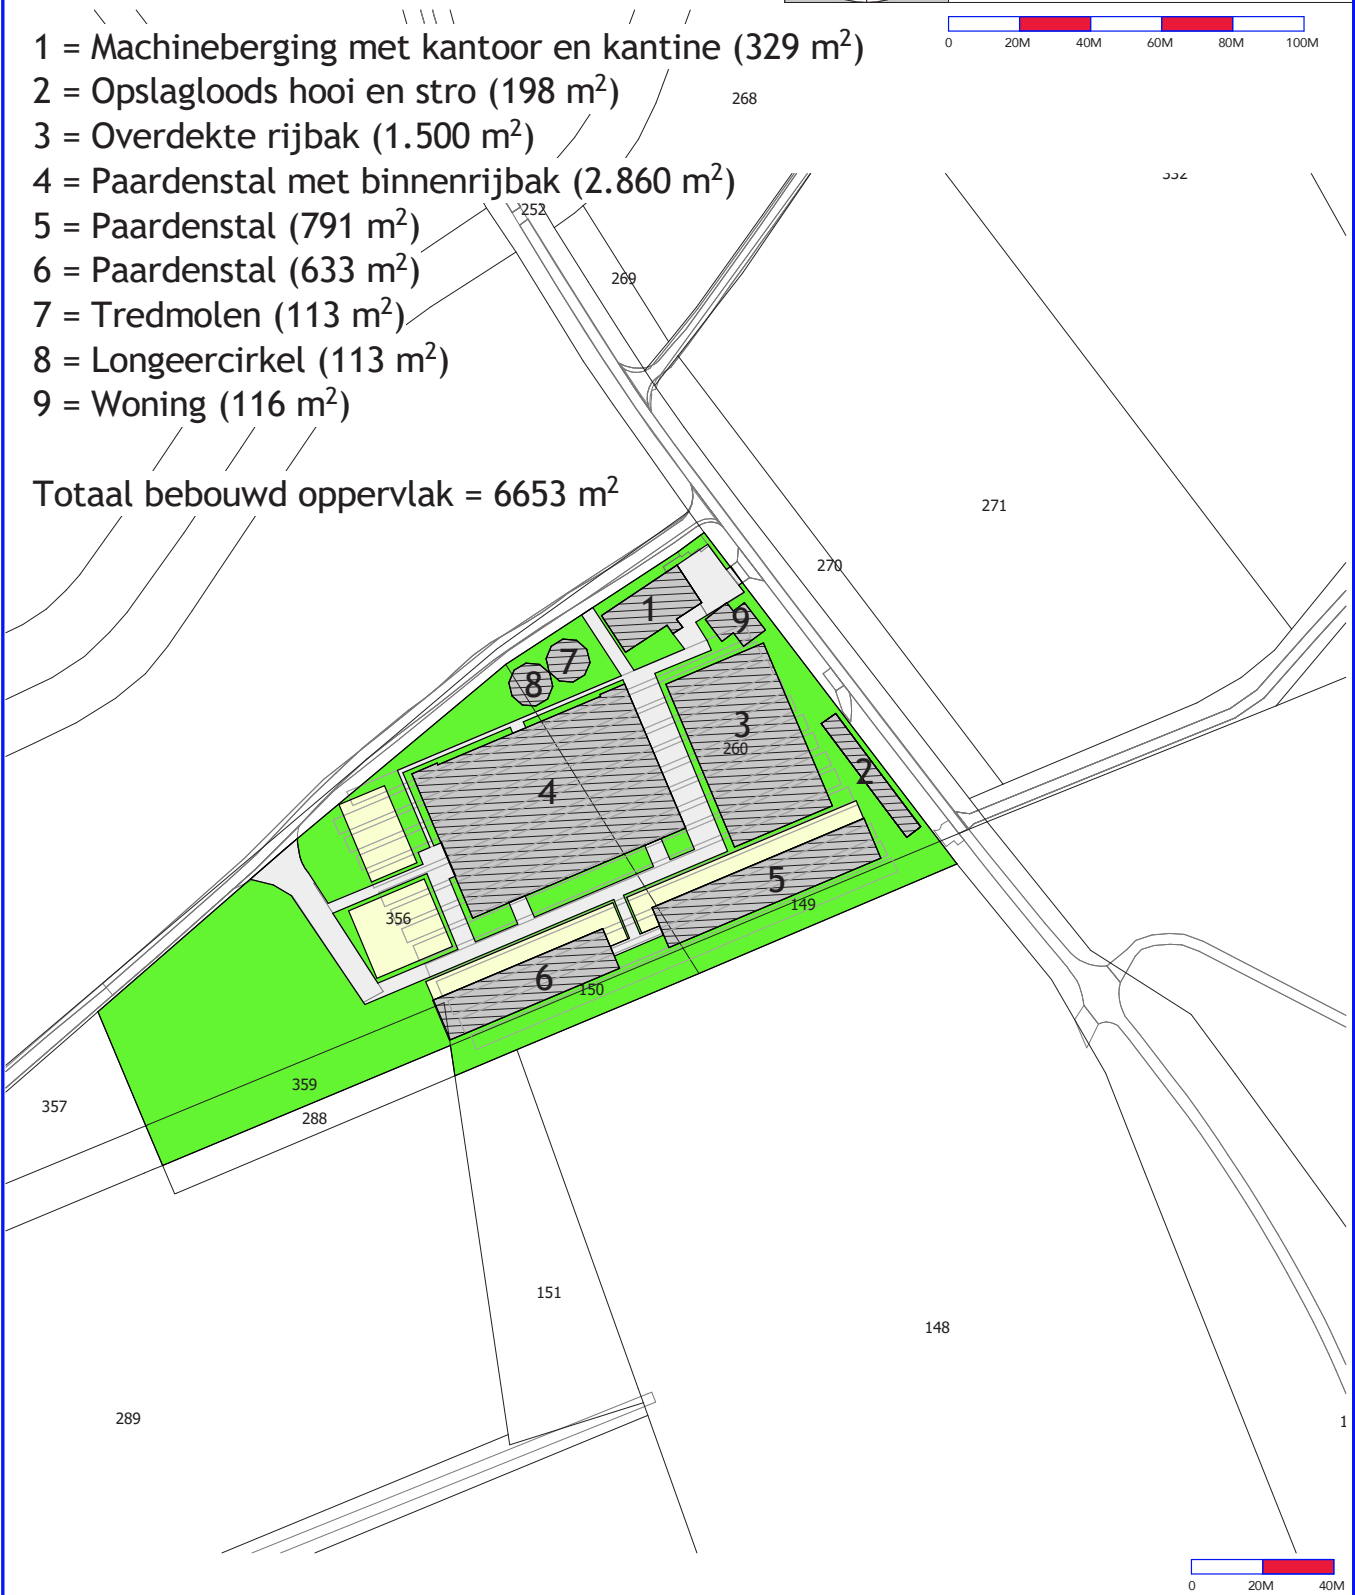 1 = Machineberging met kantoor en kantine (329 m²)
2 = Opslagloods hooi en stro (198 m²)
3 = Overdekte rijbak (1.500 m²)
4 = Paardenstal met binnenrijbak (2.860 m²)
5 = Paardenstal (791 m²)
6 = Paardenstal (633 m²)
7 = Tredmolen (113 m²)
8 = Longeercirkel (113 m²)
9 = Woning (116 m²)
Totaal bebouwd oppervlak = 6653 m²
0 20M 40M 60M 80M 100M
268
252
269
271
270
1
9
7
8
3
260
2
4
5
149
356
6
150
359
357
288
151
148
289
1
0 20M 40M